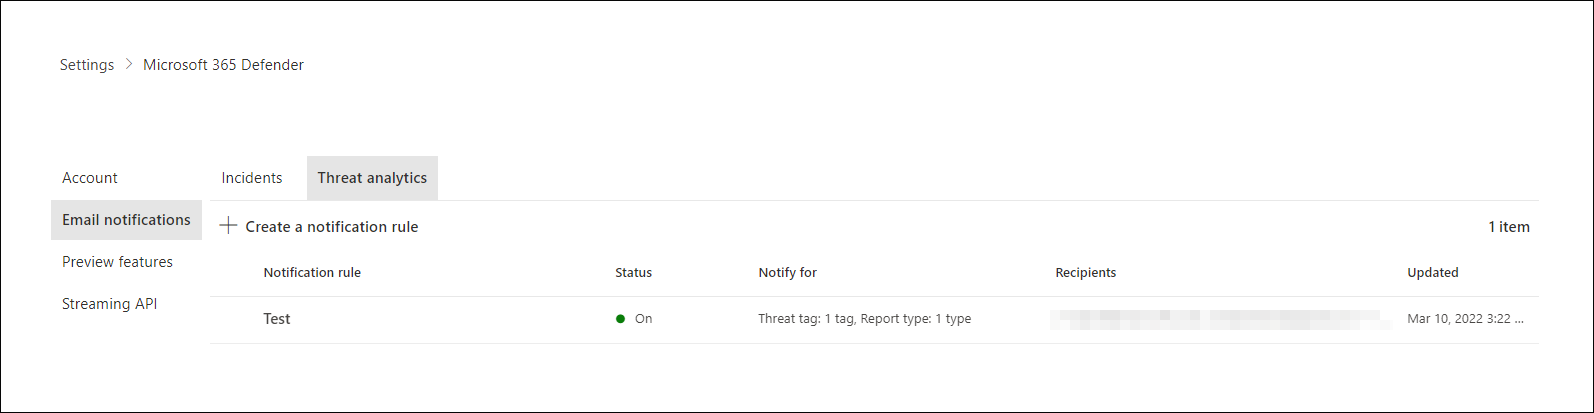 Settings > Microsoft 365 Defender
Account
Email notifications
Preview features
Streaming API
Incidents Threat analytics
Create a notification rule 1 item
Notification rule Status Notify for Recipients Updated
Test On Threat tag: 1 tag, Report type: 1 type Mar 10, 2022 3:22 ...